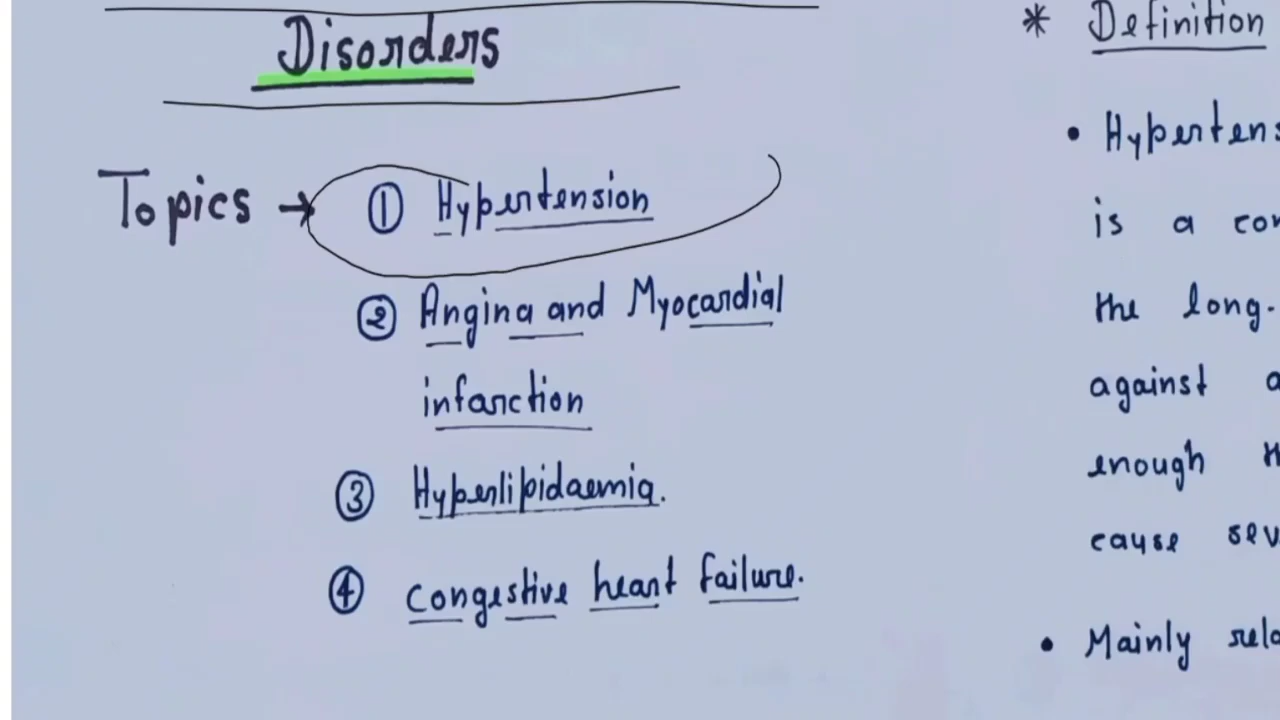 Disorders
Topics → ① Hypertension
② Angina and Myocardial
infarction
③ Hyperlipidaemia.
④ congestive heart failure.
* Definition
• Hypertens
is a con
the long.
against a
enough
cause sev
• Mainly rela